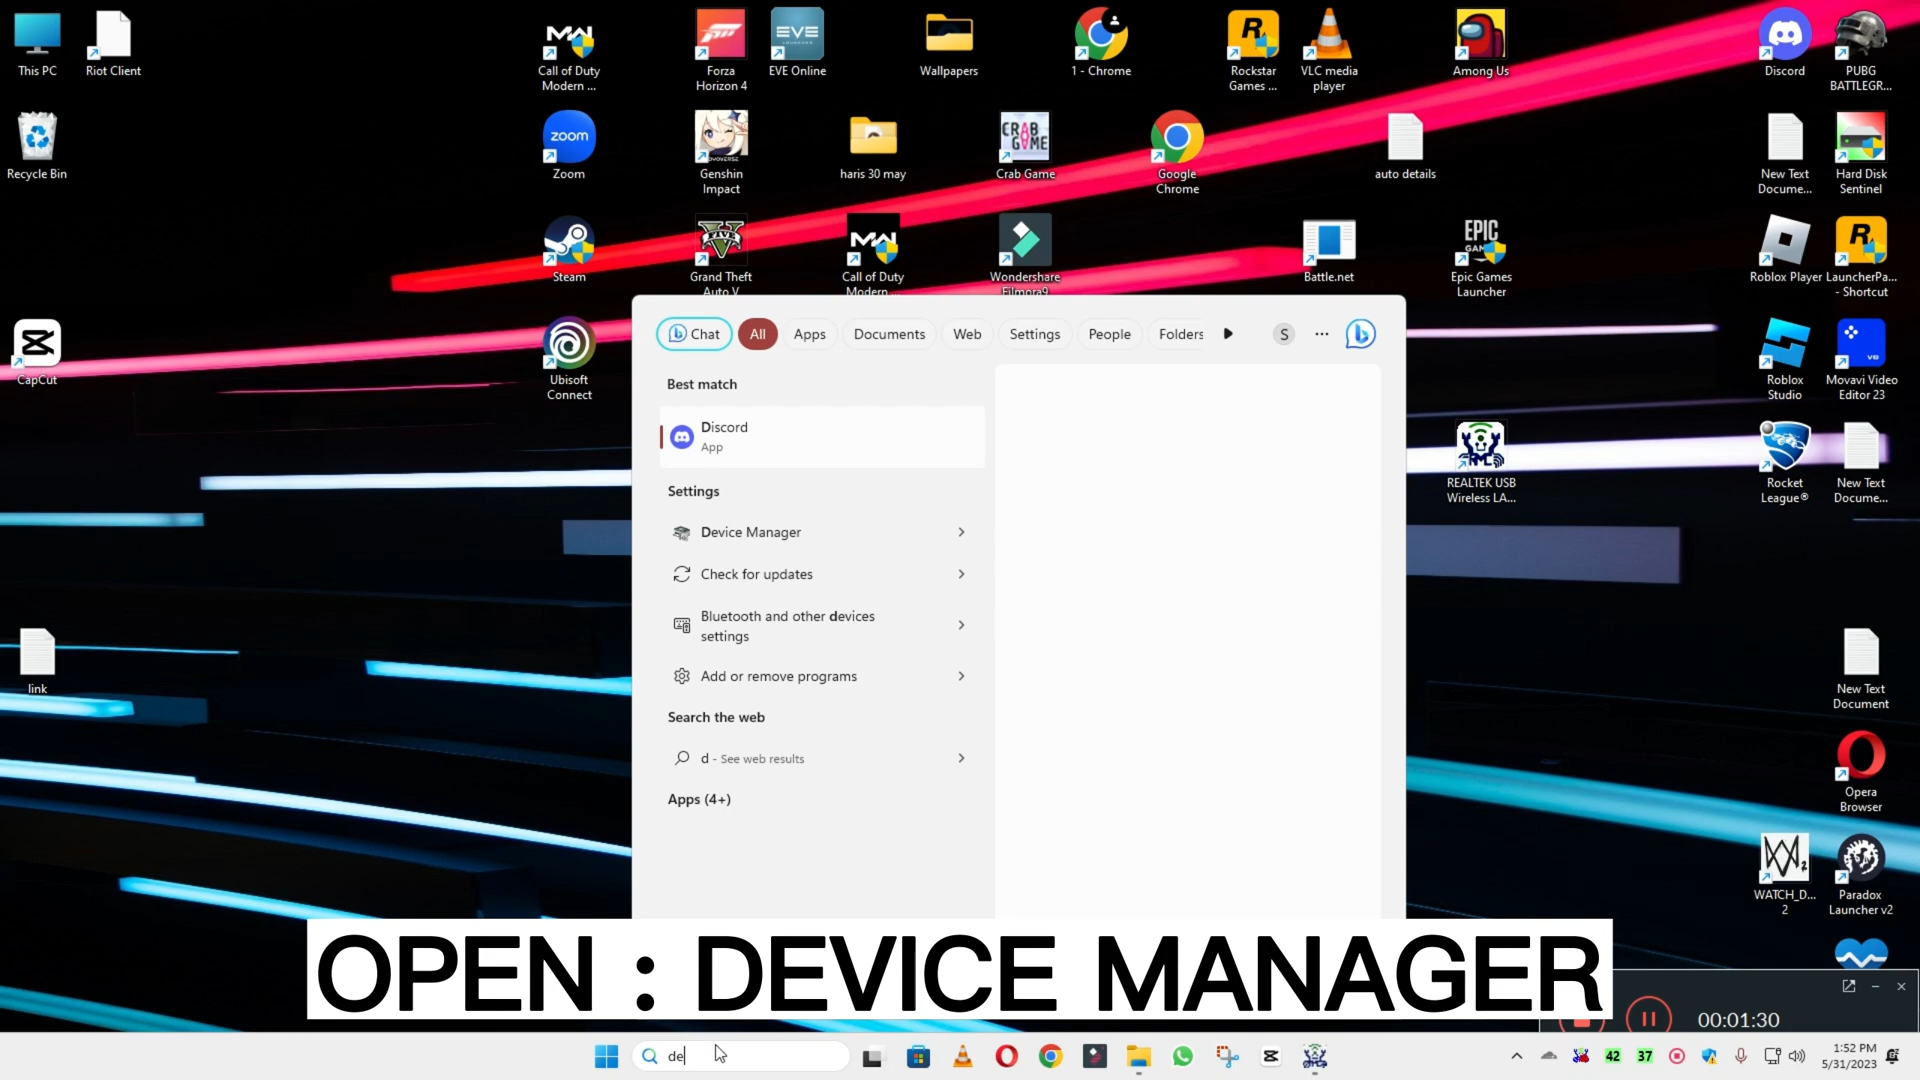 This PC
Riot Client
Call of Duty
Modern ...
Forza
Horizon 4
EVE Online
Wallpapers
1 - Chrome
Rockstar
Games ...
VLC media
player
Among Us
Discord
PUBG
BATTLEGR...
Recycle Bin
zoom
Zoom
Genshin
Impact
haris 30 may
CRAB
GAME
Crab Game
Google
Chrome
auto details
New Text
Docume...
Hard Disk
Sentinel
Steam
Grand Theft
Auto V
Call of Duty
Modern...
Wondershare
Filmora9
Battle.net
EPIC
Epic Games
Launcher
Roblox Player
LauncherPa...
- Shortcut
CapCut
Ubisoft
Connect
Roblox
Studio
Movavi Video
Editor 23
REALTEK USB
Wireless LA...
Rocket
League®
New Text
Docume...
link
New Text
Document
Opera
Browser
WATCH_D...
2
Paradox
Launcher v2
Chat
All
Apps
Documents
Web
Settings
People
Folders
S
Best match
Discord
App
Settings
Device Manager
Check for updates
Bluetooth and other devices
settings
Add or remove programs
Search the web
d - See web results
Apps (4+)
OPEN : DEVICE MANAGER
00:01:30
de
42
37
1:52 PM
5/31/2023